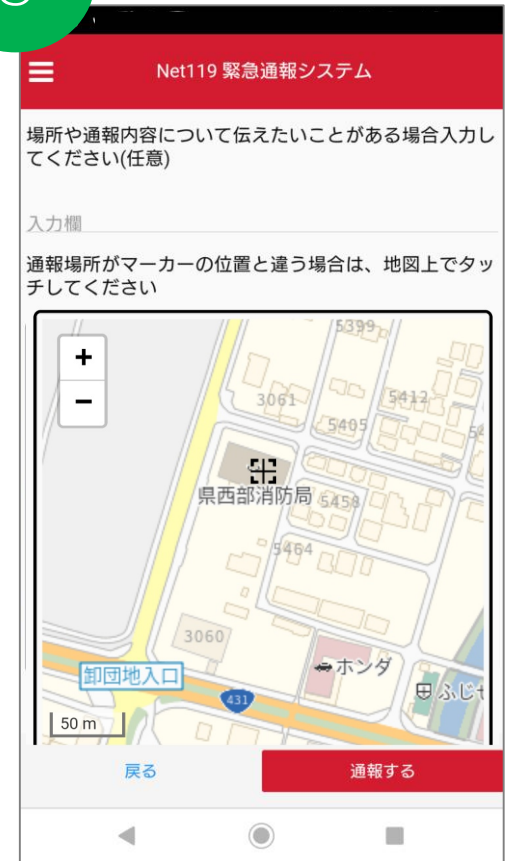 Net119 緊急通報システム
場所や通報内容について伝えたいことがある場合入力し
てください(任意)
入力欄
通報場所がマーカーの位置と違う場合は、地図上でタッ
チしてください
+
−
5399
3061
5412
5405
県西部消防局
5458
5464
3060
卸団地入口
ホンダ
431
50 m
戻る
通報する